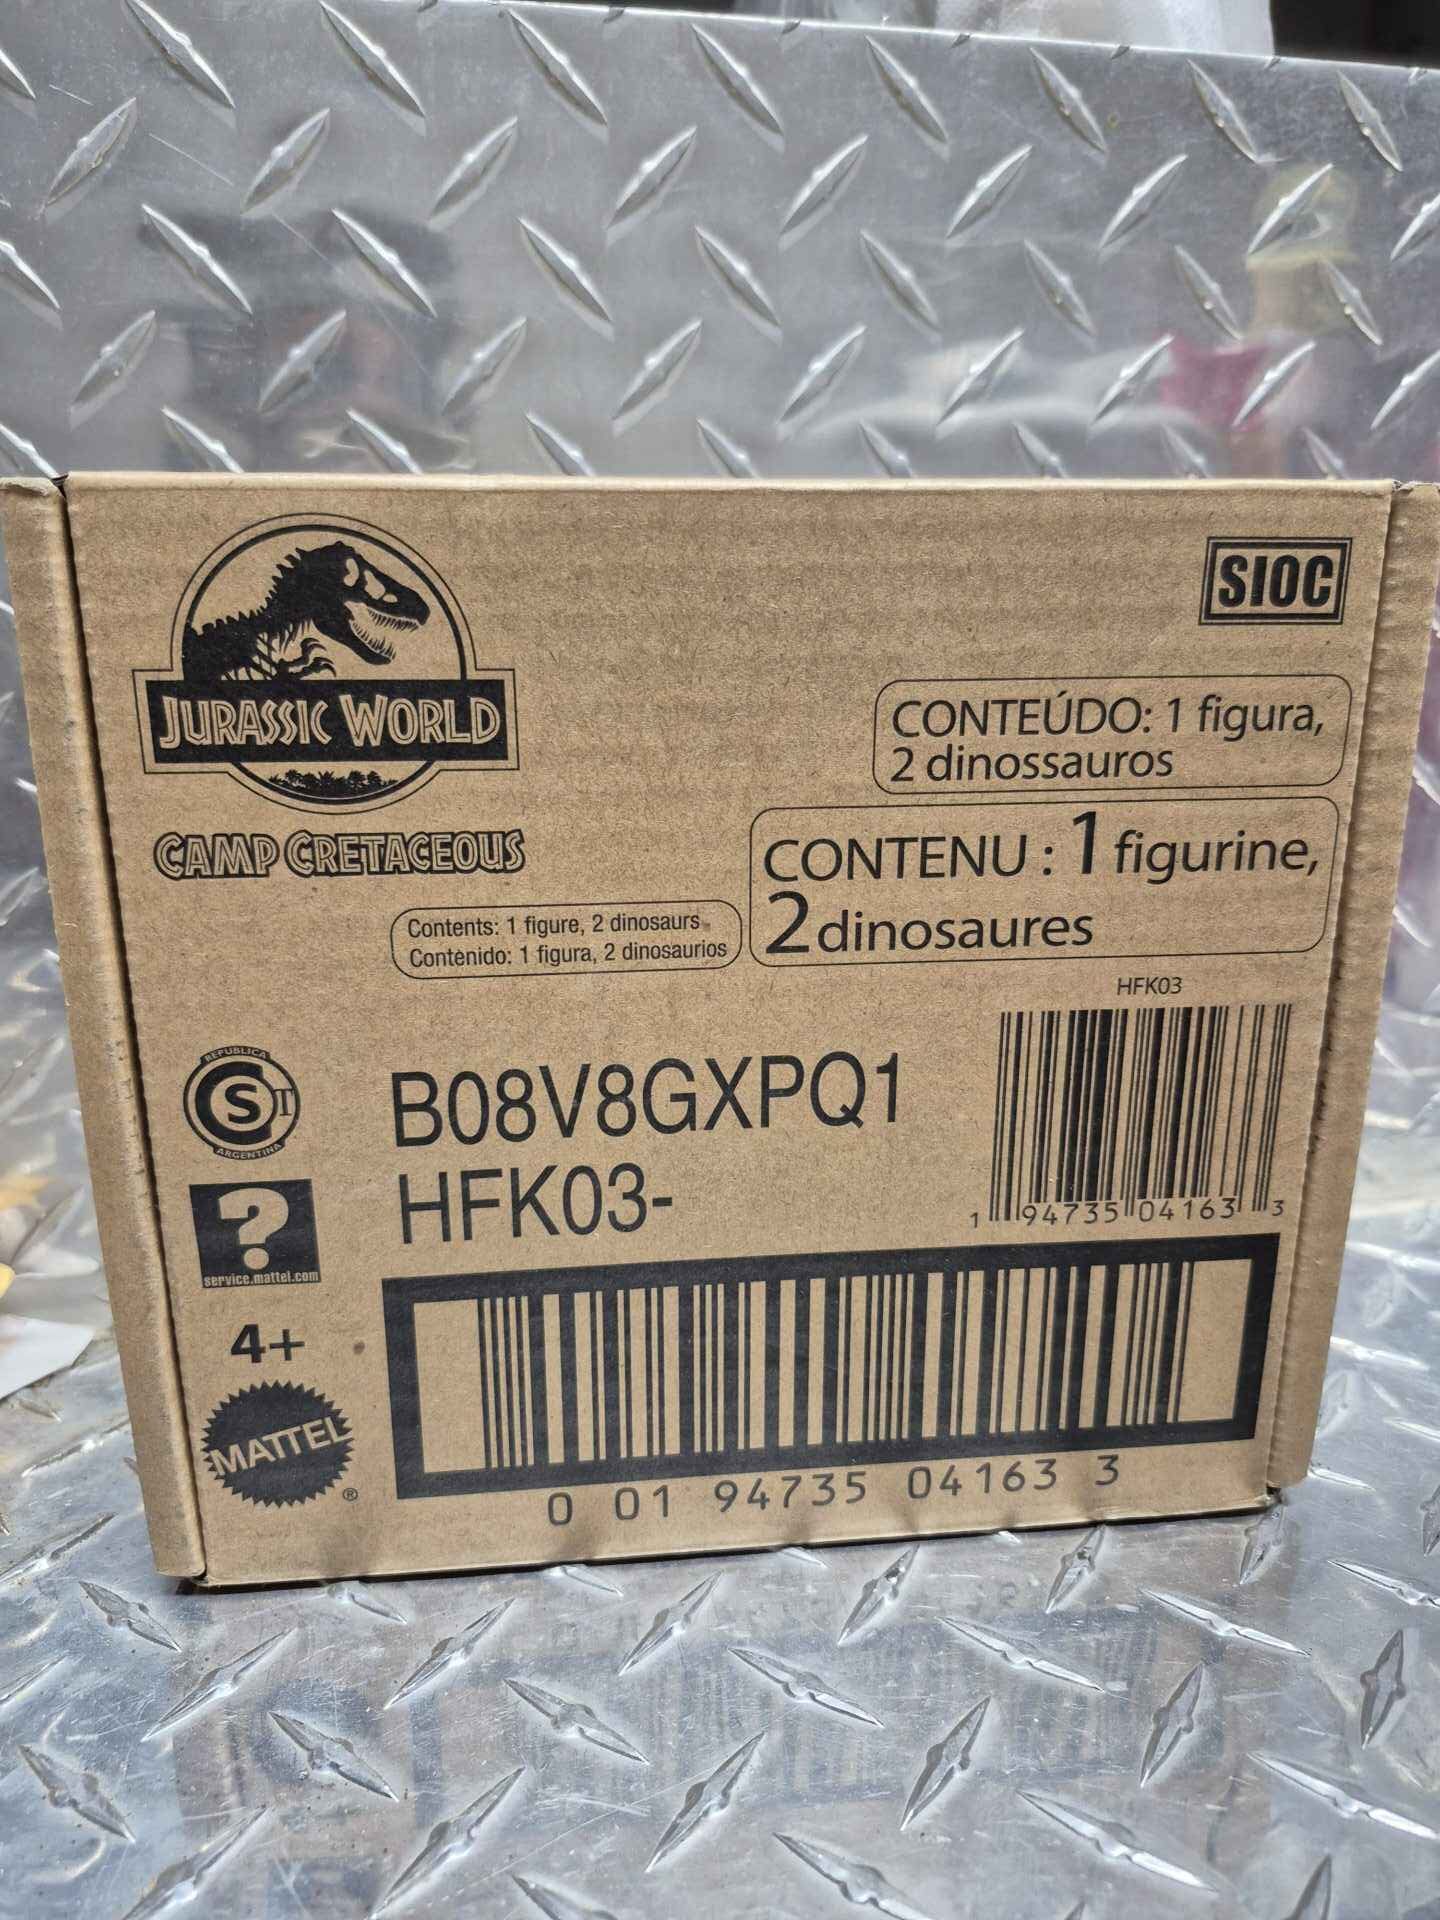 SIOC
JURASSIC WORLD
CAMP CRETACEOUS
CONTEÚDO: 1 figura,
2 dinossauros
CONTENU : 1 figurine,
2 dinosaures
Contents: 1 figure, 2 dinosaurs
Contenido: 1 figura, 2 dinosaurios
HFK03
1 94735 04163 3
REPUBLICA
S T
ARGENTINA
B08V8GXPQ1
HFK03-
?
service.mattel.com
4+
MATTEL
®
0 01 94735 04163 3